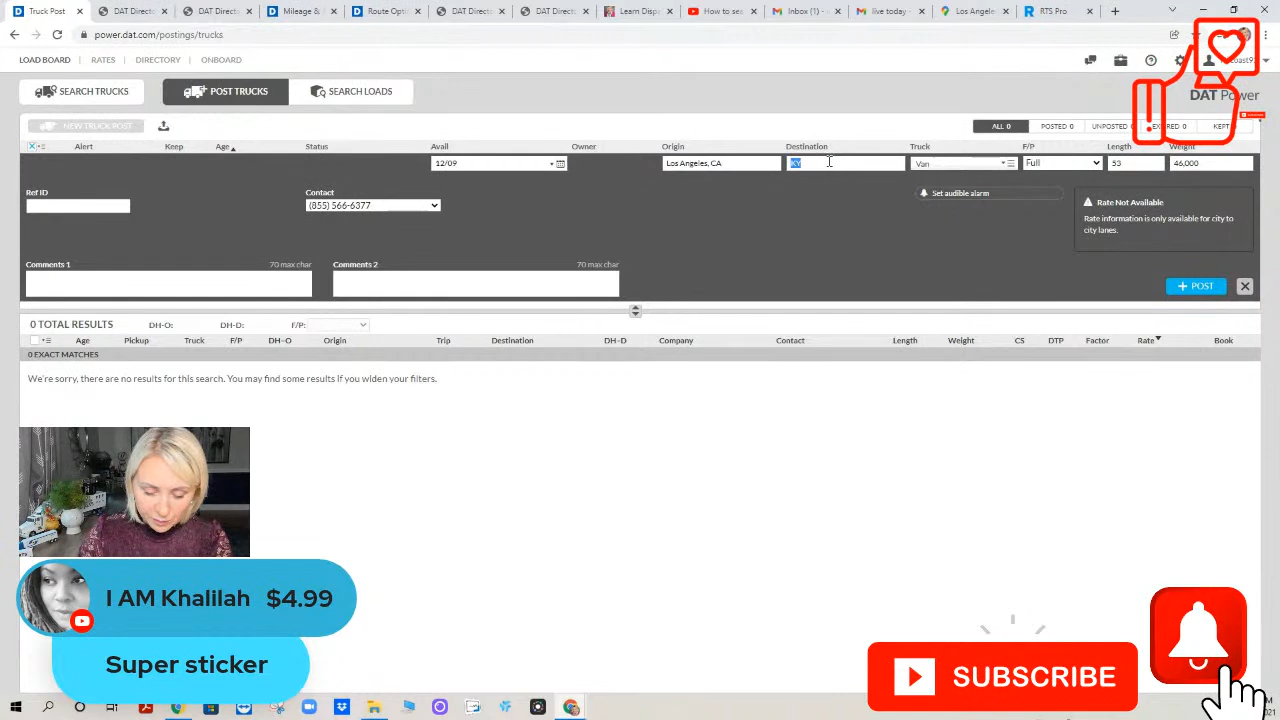 Truck Post
DAT Directo
DAT Directo
Mileage &
Route Optio
DAT Directo
DAT Directo
Learn Disp
How to sec
Inbox (1) -
live today -
Los Angeles
RTS Pro
power.dat.com/postings/trucks
LOAD BOARD RATES DIRECTORY ONBOARD
SEARCH TRUCKS POST TRUCKS SEARCH LOADS
DAT Power
NEW TRUCK POST
ALL 0 POSTED 0 UNPOSTED EXPIRED 0 KEPT
Alert Keep Age Status Avail Owner Origin Destination Truck F/P Length Weight
12/09 Los Angeles, CA KY Van Full 53 46,000
Ref ID Contact
(855) 566-6377
Set audible alarm
Rate Not Available
Rate information is only available for city to
city lanes.
Comments 1 70 max char Comments 2 70 max char
POST
0 TOTAL RESULTS DH-O: DH-D: F/P:
Age Pickup Truck F/P DH-O Origin Trip Destination DH-D Company Contact Length Weight CS DTP Factor Rate Book
0 EXACT MATCHES
We're sorry, there are no results for this search. You may find some results if you widen your filters.
I AM Khalilah $4.99
Super sticker
SUBSCRIBE